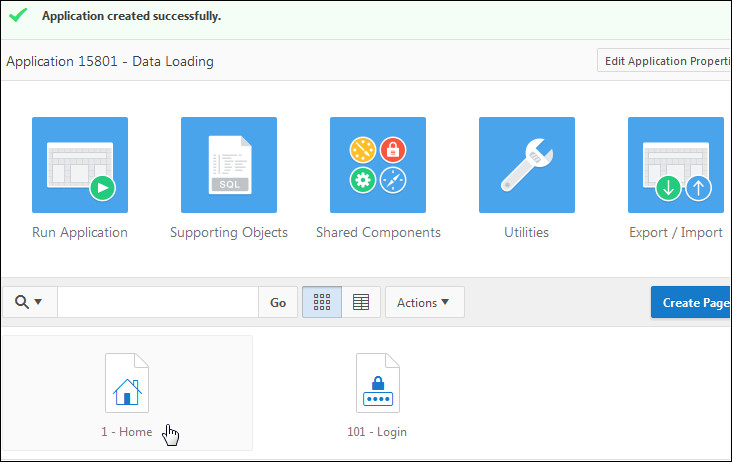 Application created successfully.
Application 15801 - Data Loading
Edit Application Properti
SQL
Run Application
Supporting Objects
Shared Components
Utilities
Export / Import
Go
Actions
Create Page
1 - Home
101 - Login